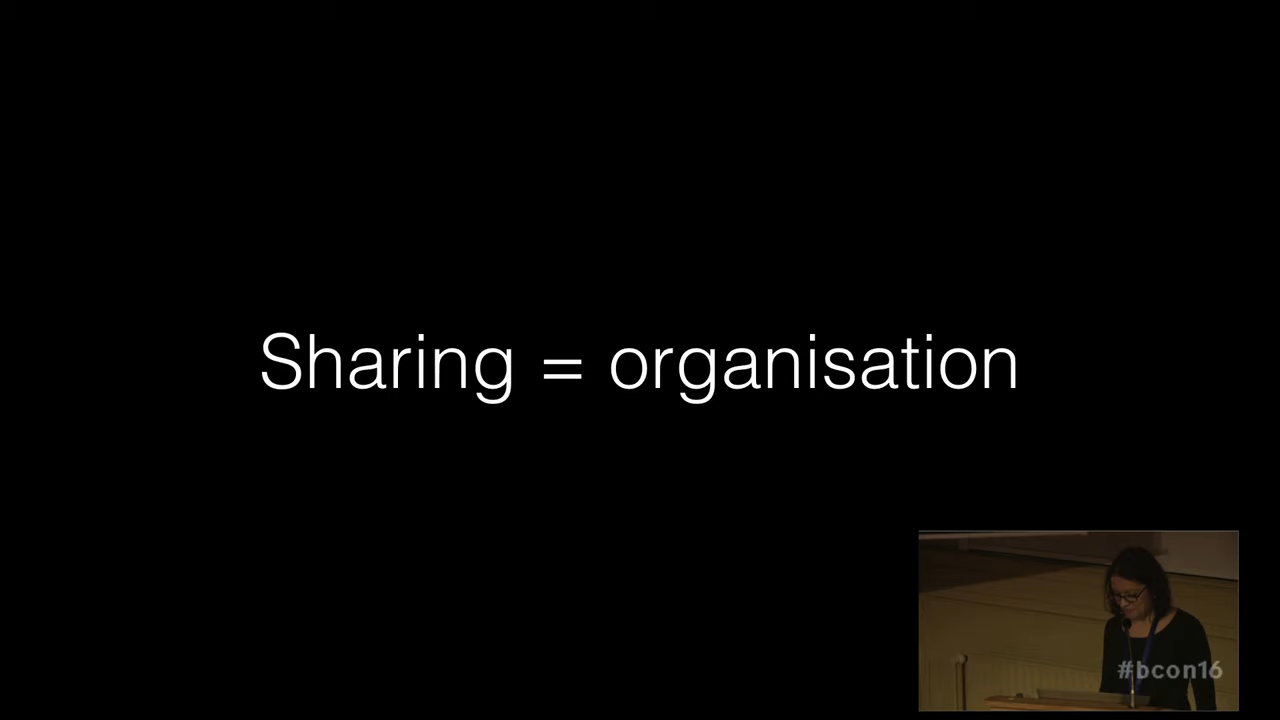 Sharing = organisation
#bcon16